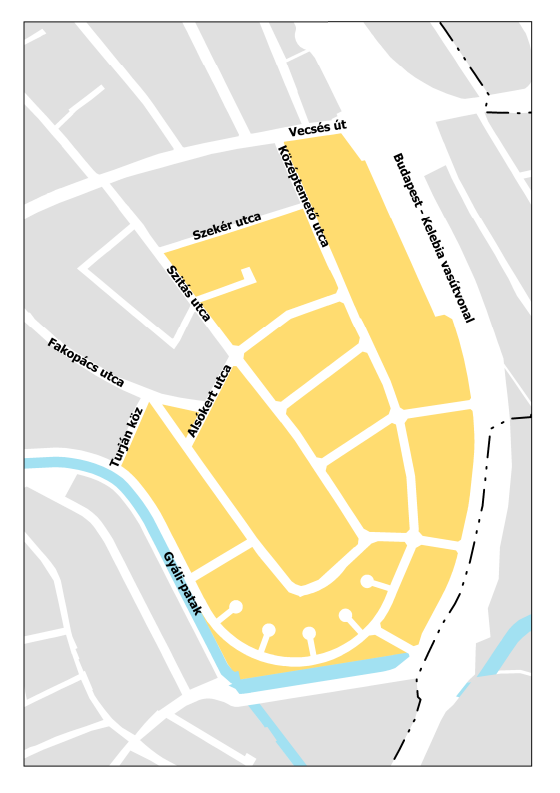 Vecsés út
Középtemető utca
Budapest - Kelebia vasútvonal
Szekér utca
Szitás utca
Fakopács utca
Alsókert utca
Turján köz
Gyáli-patak